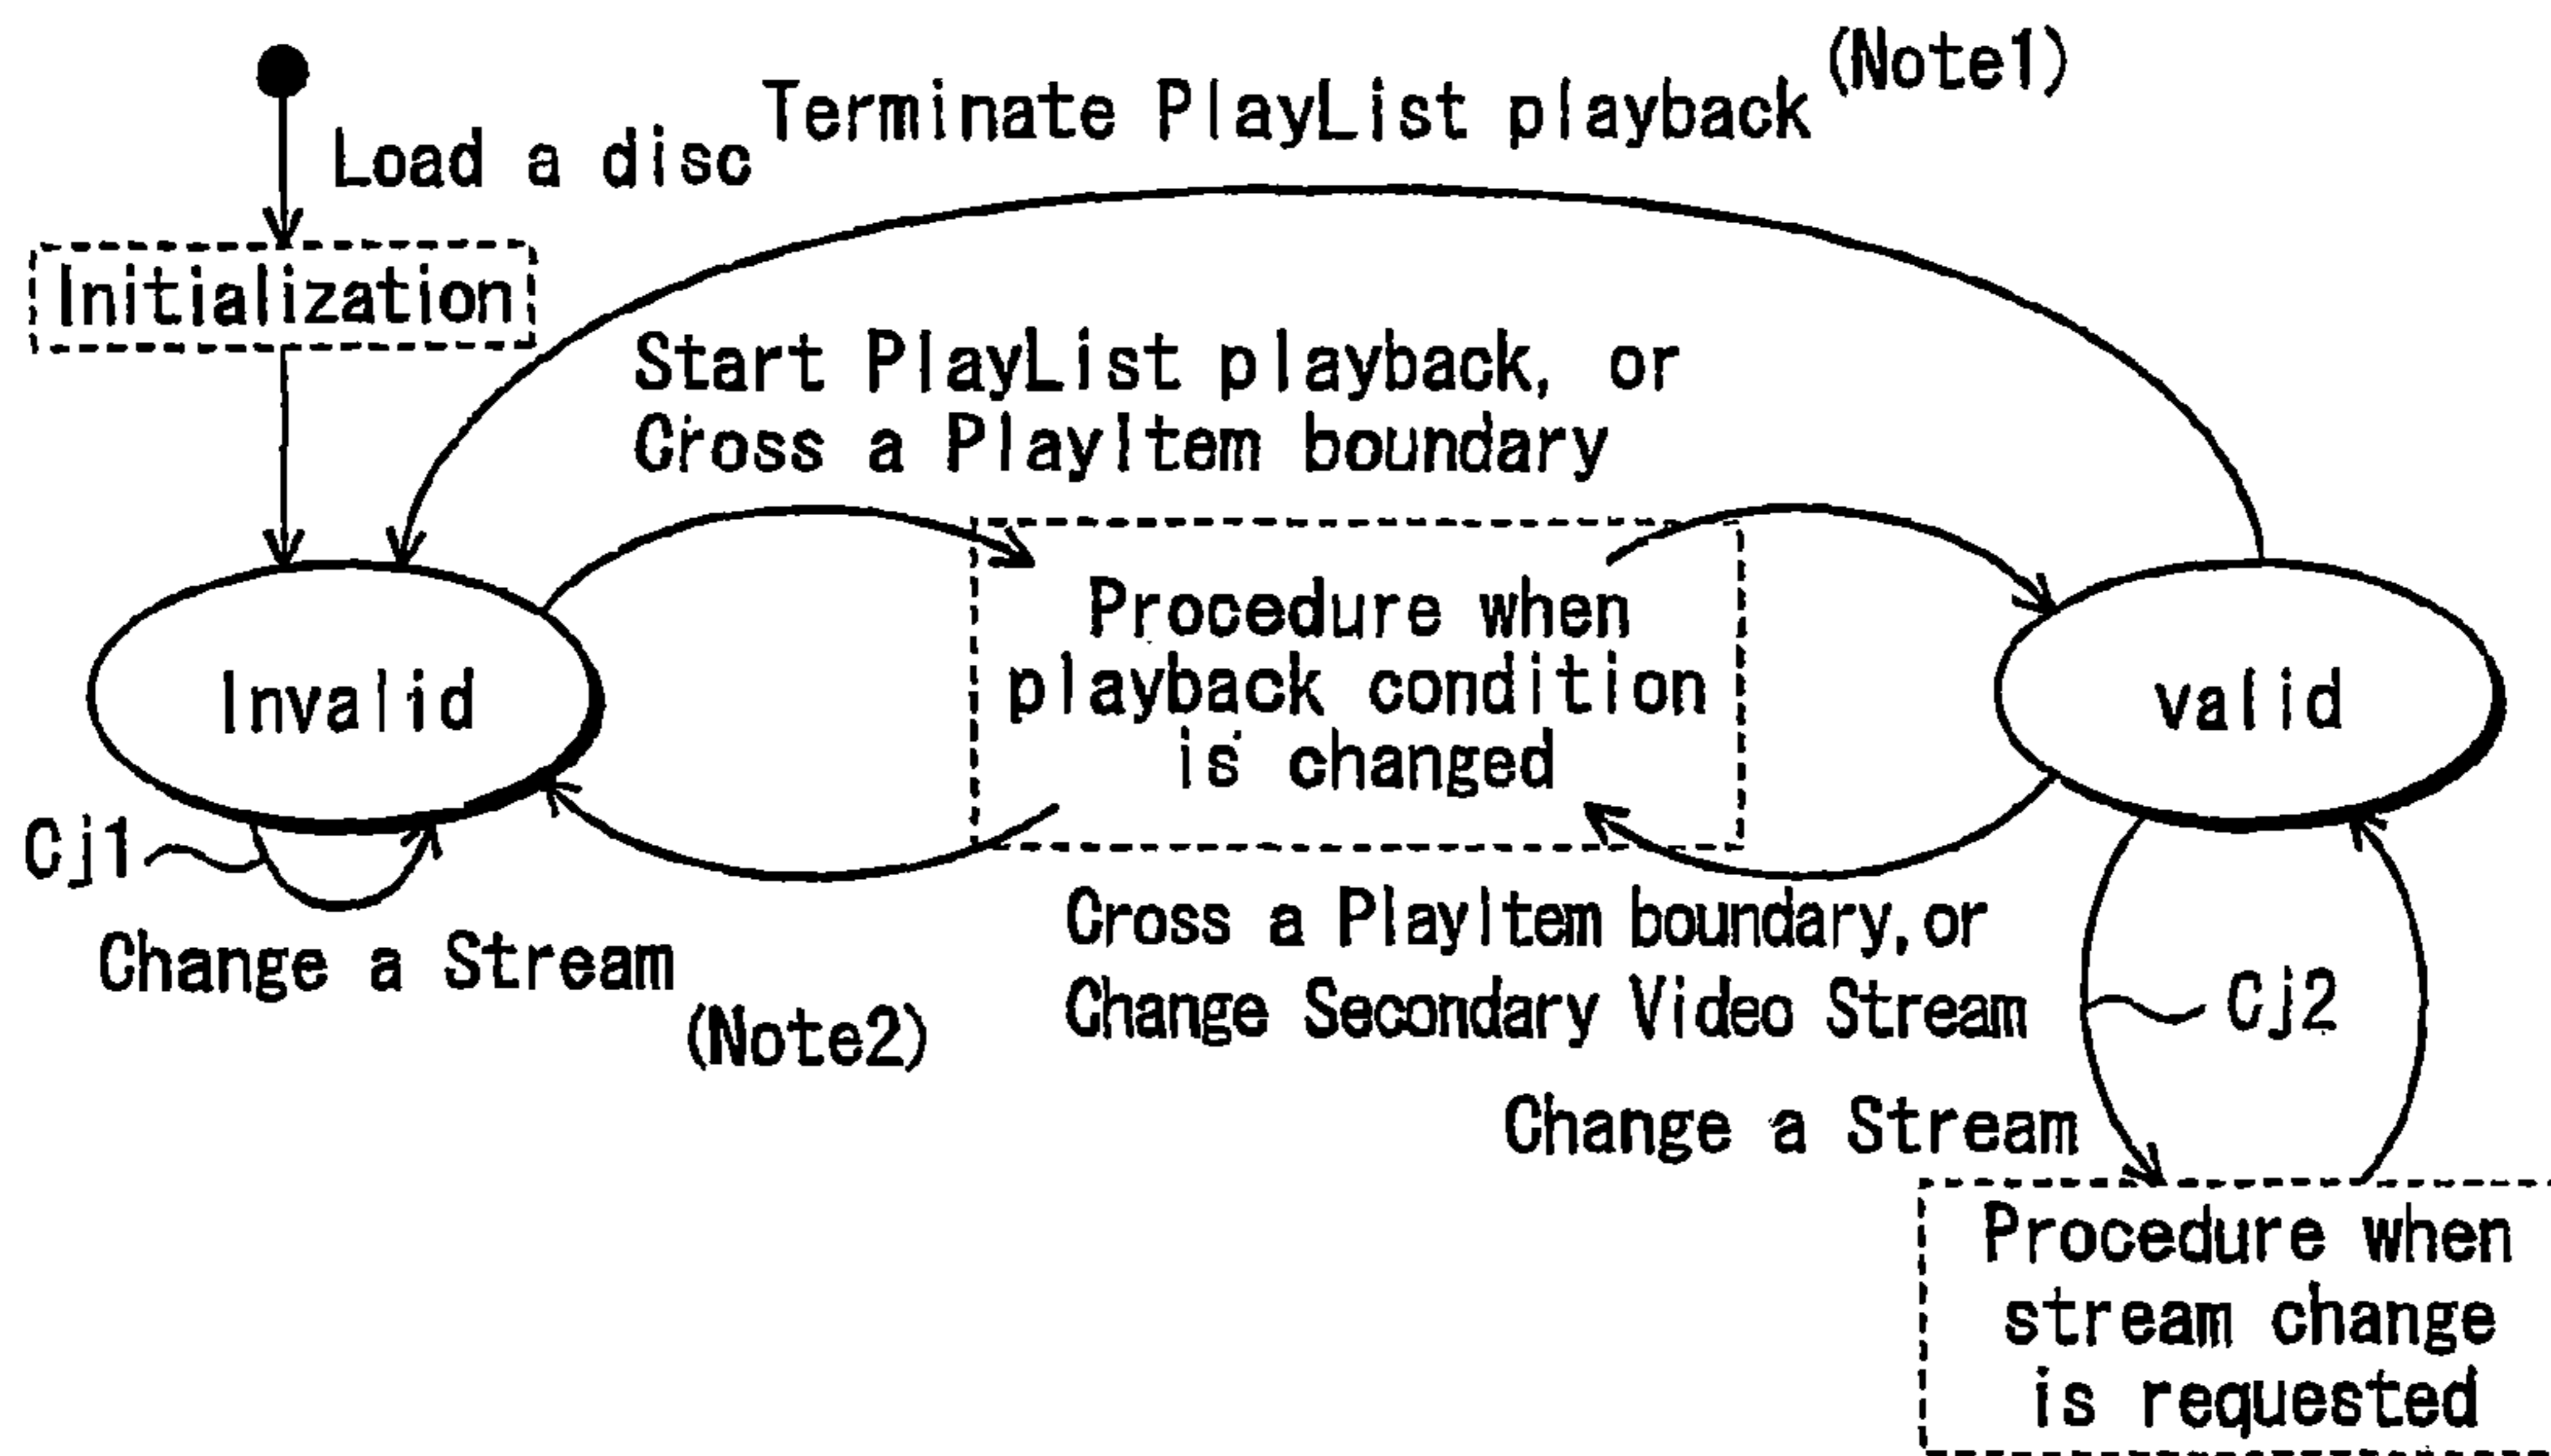 (Note1)
Terminate PlayList playback
Load a disc
Initialization
Start PlayList playback, or
Cross a PlayItem boundary
Procedure when
playback condition
is changed
Invalid
valid
Cj1
Change a Stream
(Note2)
Cross a PlayItem boundary, or
Change Secondary Video Stream
Cj2
Change a Stream
Procedure when
stream change
is requested